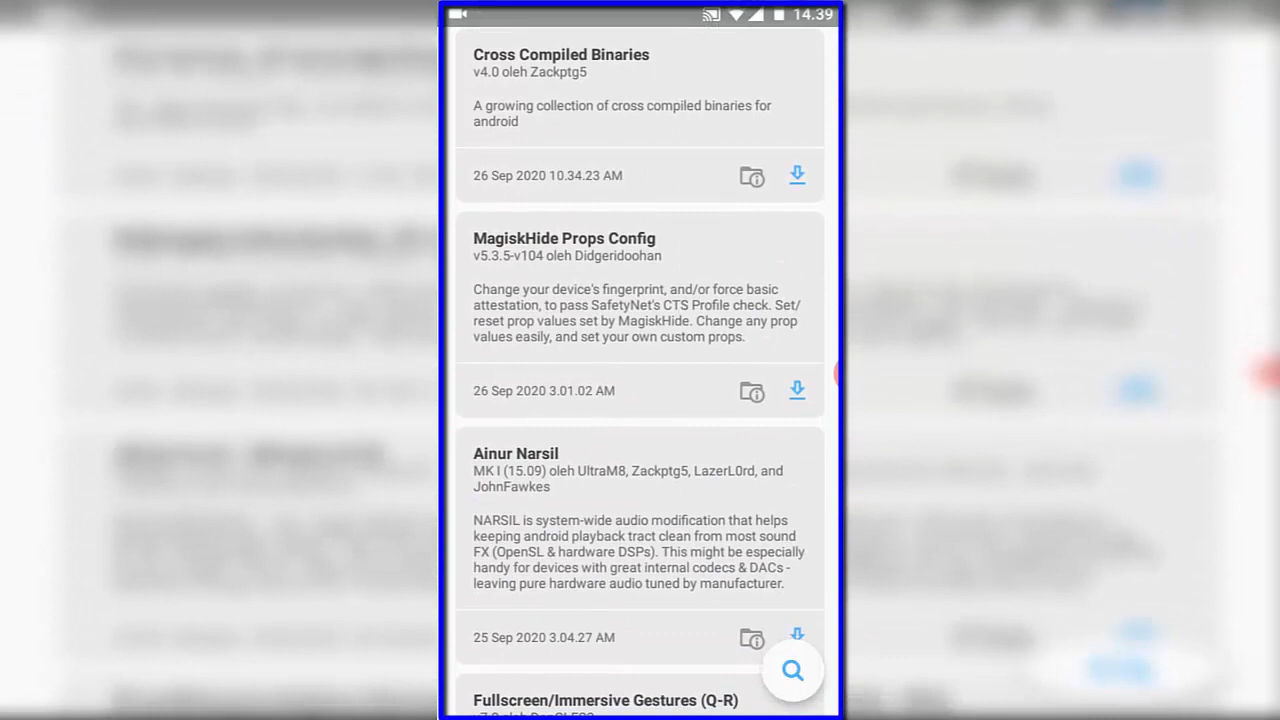 14.39
Cross Compiled Binaries
v4.0 oleh Zackptg5
A growing collection of cross compiled binaries for
android
26 Sep 2020 10.34.23 AM
MagiskHide Props Config
v5.3.5-v104 oleh Didgeridoohan
Change your device's fingerprint, and/or force basic
attestation, to pass SafetyNet's CTS Profile check. Set/
reset prop values set by MagiskHide. Change any prop
values easily, and set your own custom props.
26 Sep 2020 3.01.02 AM
Ainur Narsil
MK I (15.09) oleh UltraM8, Zackptg5, LazerL0rd, and
JohnFawkes
NARSIL is system-wide audio modification that helps
keeping android playback tract clean from most sound
FX (OpenSL & hardware DSPs). This might be especially
handy for devices with great internal codecs & DACs -
leaving pure hardware audio tuned by manufacturer.
25 Sep 2020 3.04.27 AM
Fullscreen/Immersive Gestures (Q-R)